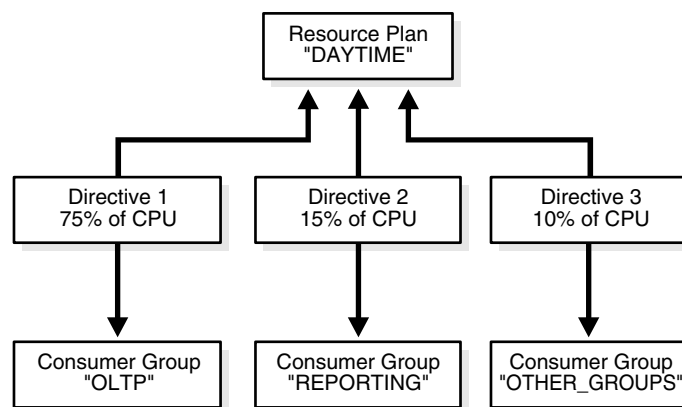 Resource Plan
"DAYTIME"
Directive 1
75% of CPU
Directive 2
15% of CPU
Directive 3
10% of CPU
Consumer Group
"OLTP"
Consumer Group
"REPORTING"
Consumer Group
"OTHER_GROUPS"